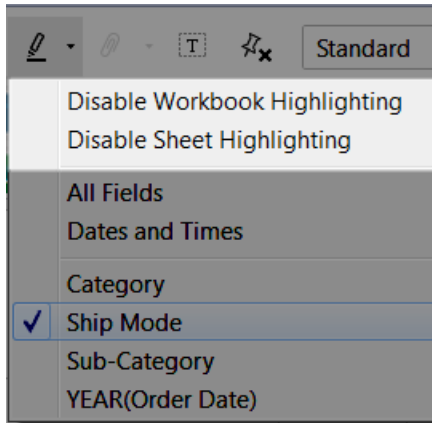 T
Standard
Disable Workbook Highlighting
Disable Sheet Highlighting
All Fields
Dates and Times
Category
Ship Mode
Sub-Category
YEAR(Order Date)